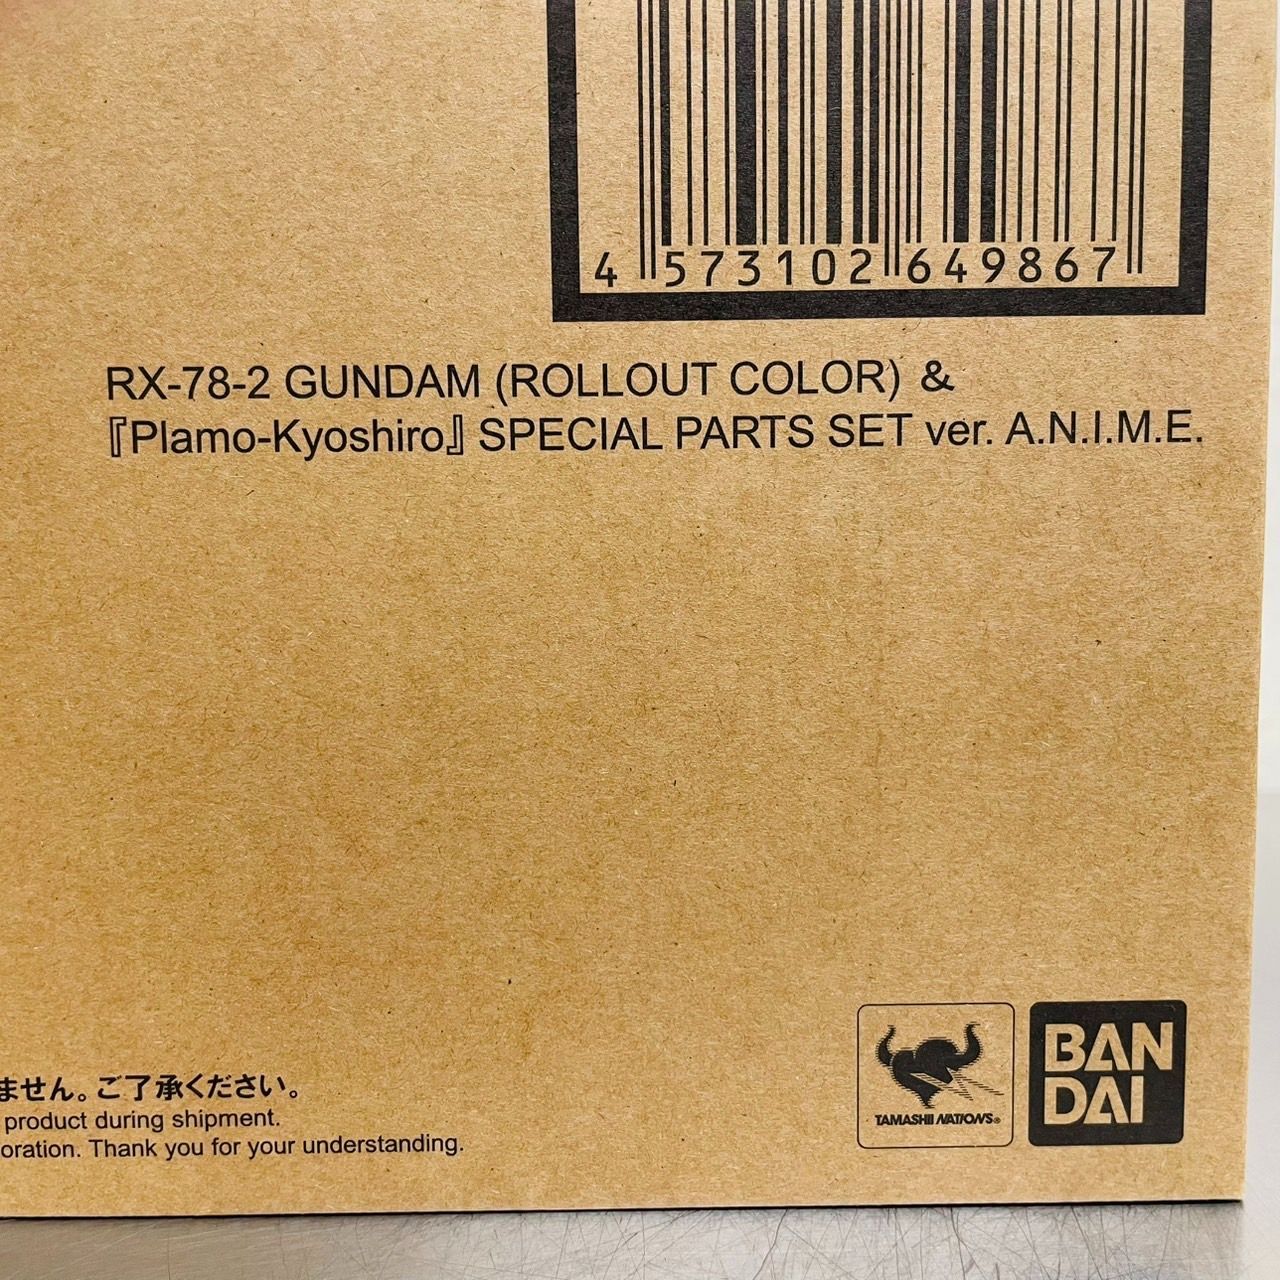 4 573102 649867
RX-78-2 GUNDAM (ROLLOUT COLOR) &
『Plamo-Kyoshiro』 SPECIAL PARTS SET ver. A.N.I.M.E.
ません。ご了承ください。
product during shipment.
oration. Thank you for your understanding.
TAMASHII NATIONS®
BAN
DAI